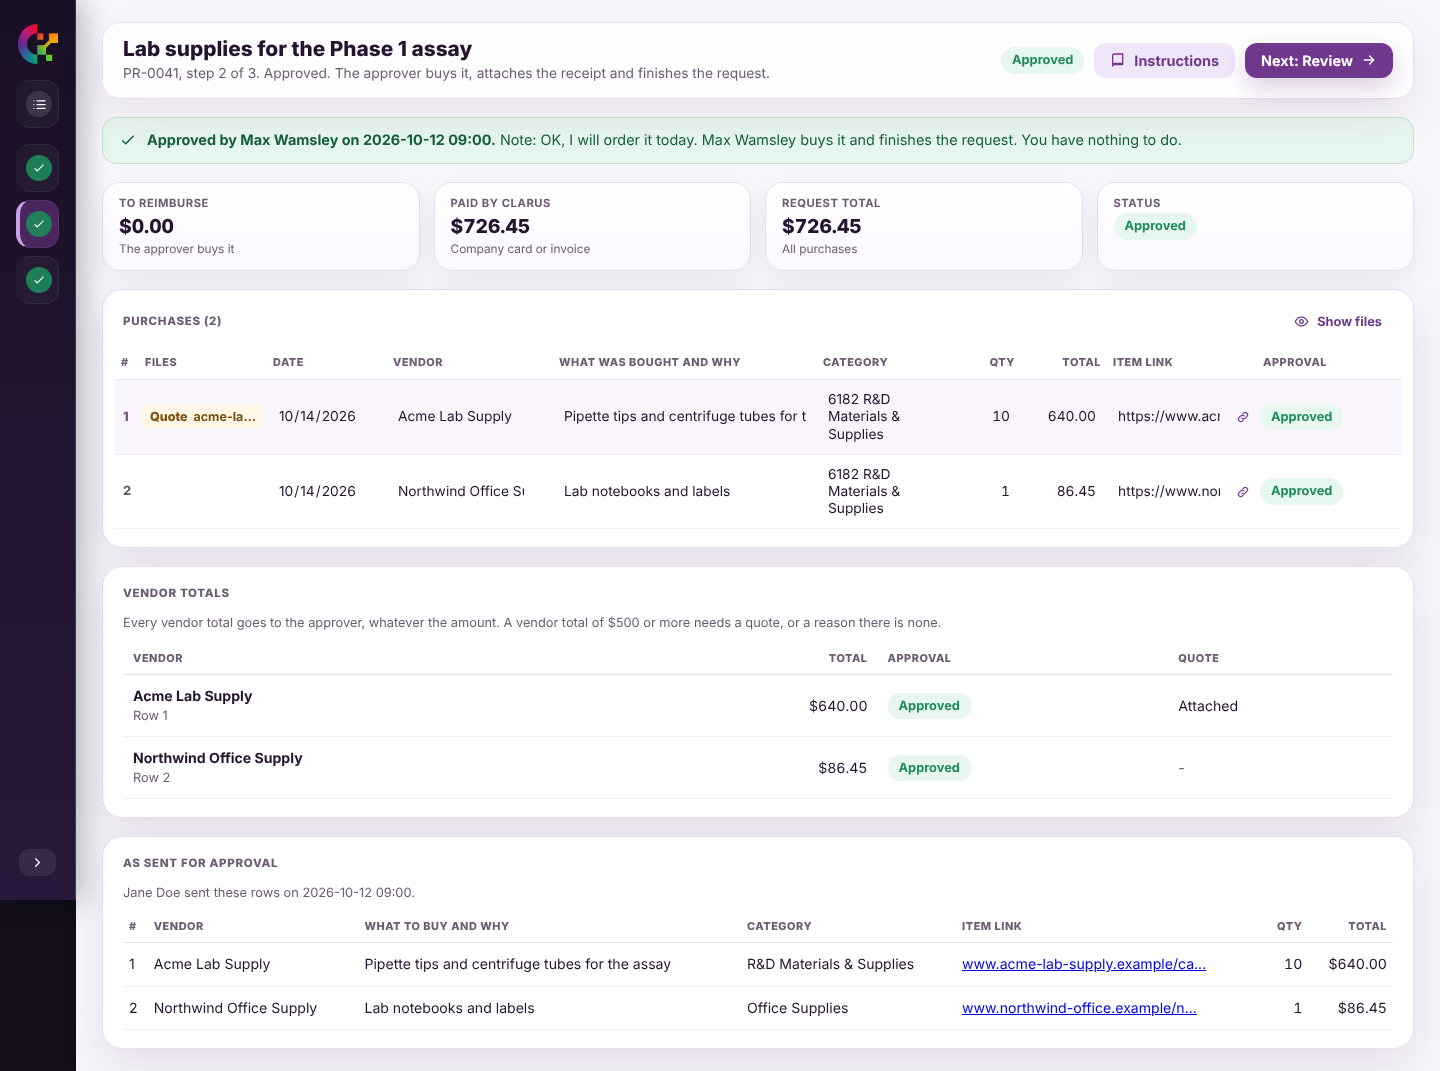 Lab supplies for the Phase 1 assay
PR-0041, step 2 of 3. Approved. The approver buys it, attaches the receipt and finishes the request.
Approved
Instructions
Next: Review
Approved by Max Wamsley on 2026-10-12 09:00. Note: OK, I will order it today. Max Wamsley buys it and finishes the request. You have nothing to do.
TO REIMBURSE
$0.00
The approver buys it
PAID BY CLARUS
$726.45
Company card or invoice
REQUEST TOTAL
$726.45
All purchases
STATUS
Approved
PURCHASES (2)
Show files
# FILES DATE VENDOR WHAT WAS BOUGHT AND WHY CATEGORY QTY TOTAL ITEM LINK APPROVAL
1 Quote acme-la... 10/14/2026 Acme Lab Supply Pipette tips and centrifuge tubes for t 6182 R&D Materials & Supplies 10 640.00 https://www.acr Approved
2 10/14/2026 Northwind Office Su Lab notebooks and labels 6182 R&D Materials & Supplies 1 86.45 https://www.nor Approved
VENDOR TOTALS
Every vendor total goes to the approver, whatever the amount. A vendor total of $500 or more needs a quote, or a reason there is none.
VENDOR TOTAL APPROVAL QUOTE
Acme Lab Supply $640.00 Approved Attached
Row 1
Northwind Office Supply $86.45 Approved -
Row 2
AS SENT FOR APPROVAL
Jane Doe sent these rows on 2026-10-12 09:00.
# VENDOR WHAT TO BUY AND WHY CATEGORY ITEM LINK QTY TOTAL
1 Acme Lab Supply Pipette tips and centrifuge tubes for the assay R&D Materials & Supplies www.acme-lab-supply.example/ca... 10 $640.00
2 Northwind Office Supply Lab notebooks and labels Office Supplies www.northwind-office.example/n... 1 $86.45